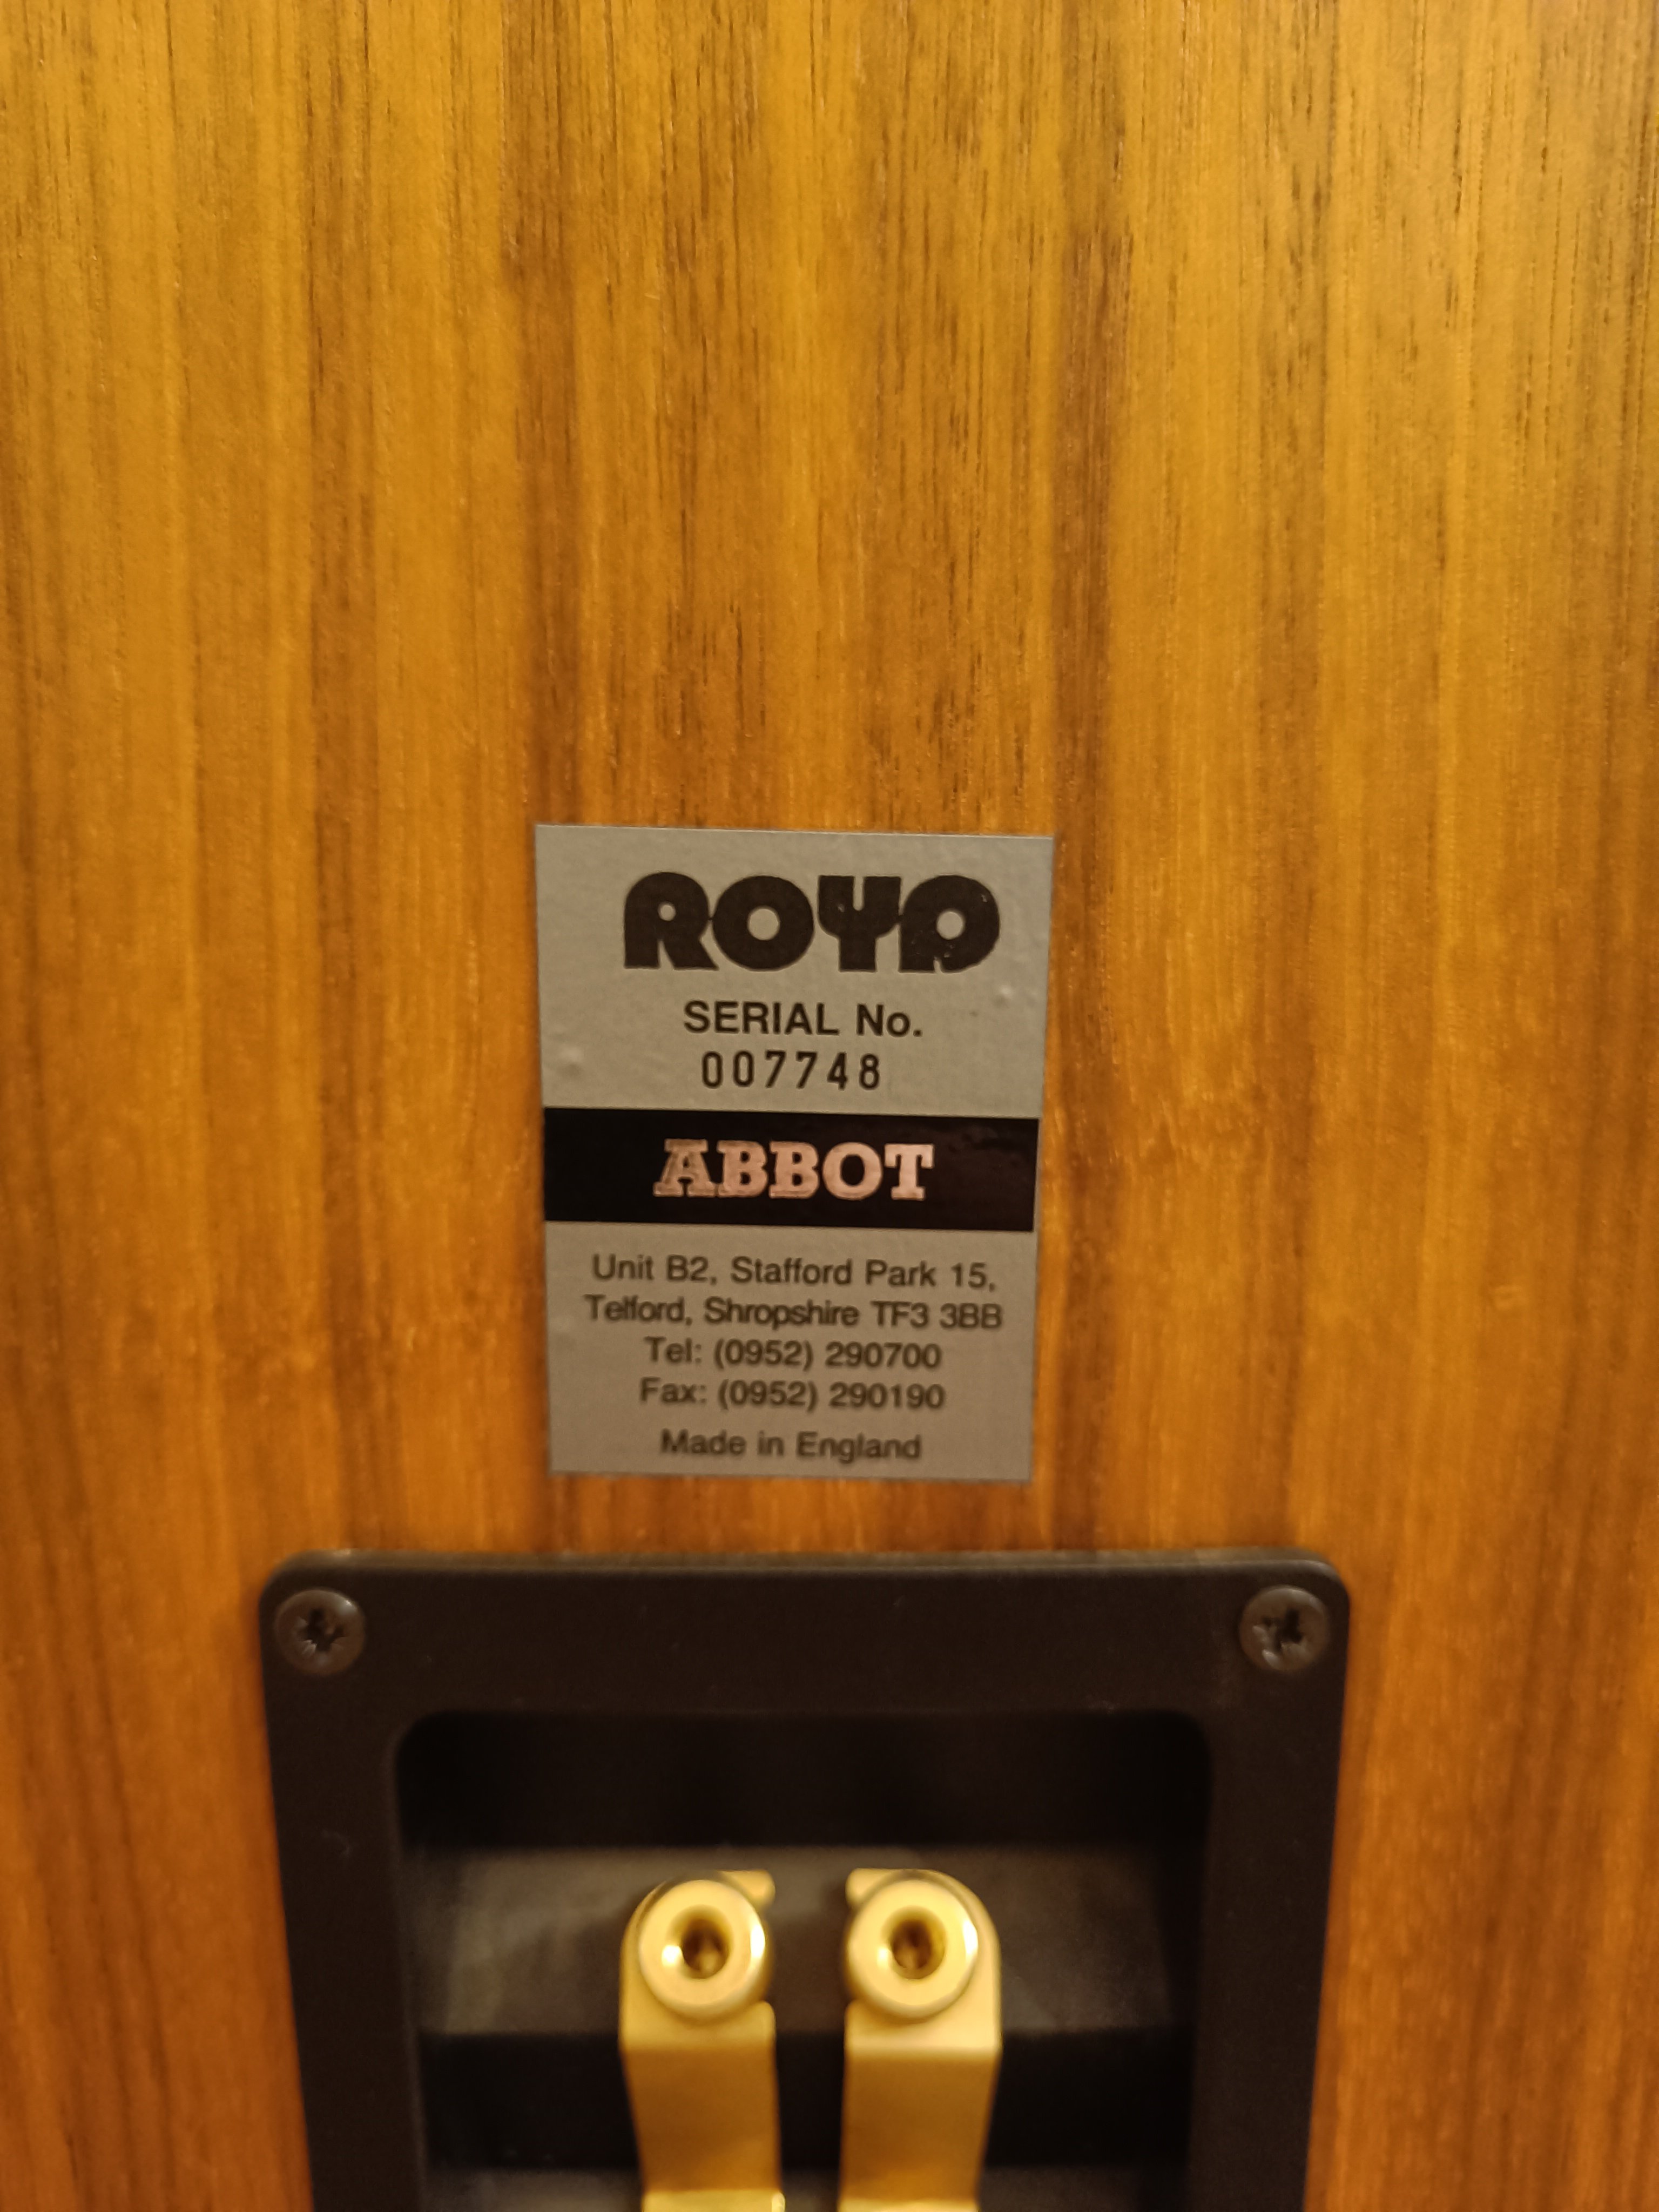 ROYD
SERIAL No.
007748
ABBOT
Unit B2, Stafford Park 15,
Telford, Shropshire TF3 3BB
Tel: (0952) 290700
Fax: (0952) 290190
Made in England